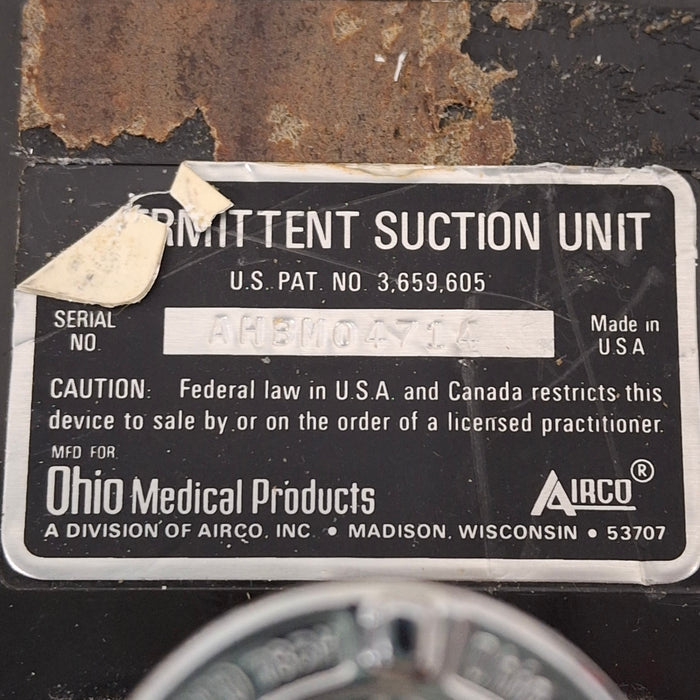 ERMITTENT SUCTION UNIT
U.S. PAT. NO. 3,659,605
SERIAL NO. AHBM04714 Made in U.S.A
CAUTION: Federal law in U.S.A. and Canada restricts this
device to sale by or on the order of a licensed practitioner.
MFD FOR
Ohio Medical Products AIRCO®
A DIVISION OF AIRCO, INC. • MADISON, WISCONSIN • 53707